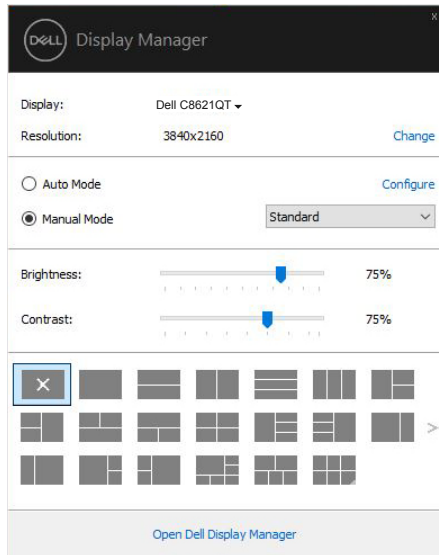 x
DELL Display Manager
Display: Dell C8621QT
Resolution: 3840x2160 Change
Auto Mode Configure
Manual Mode Standard
Brightness: 75%
Contrast: 75%
Open Dell Display Manager